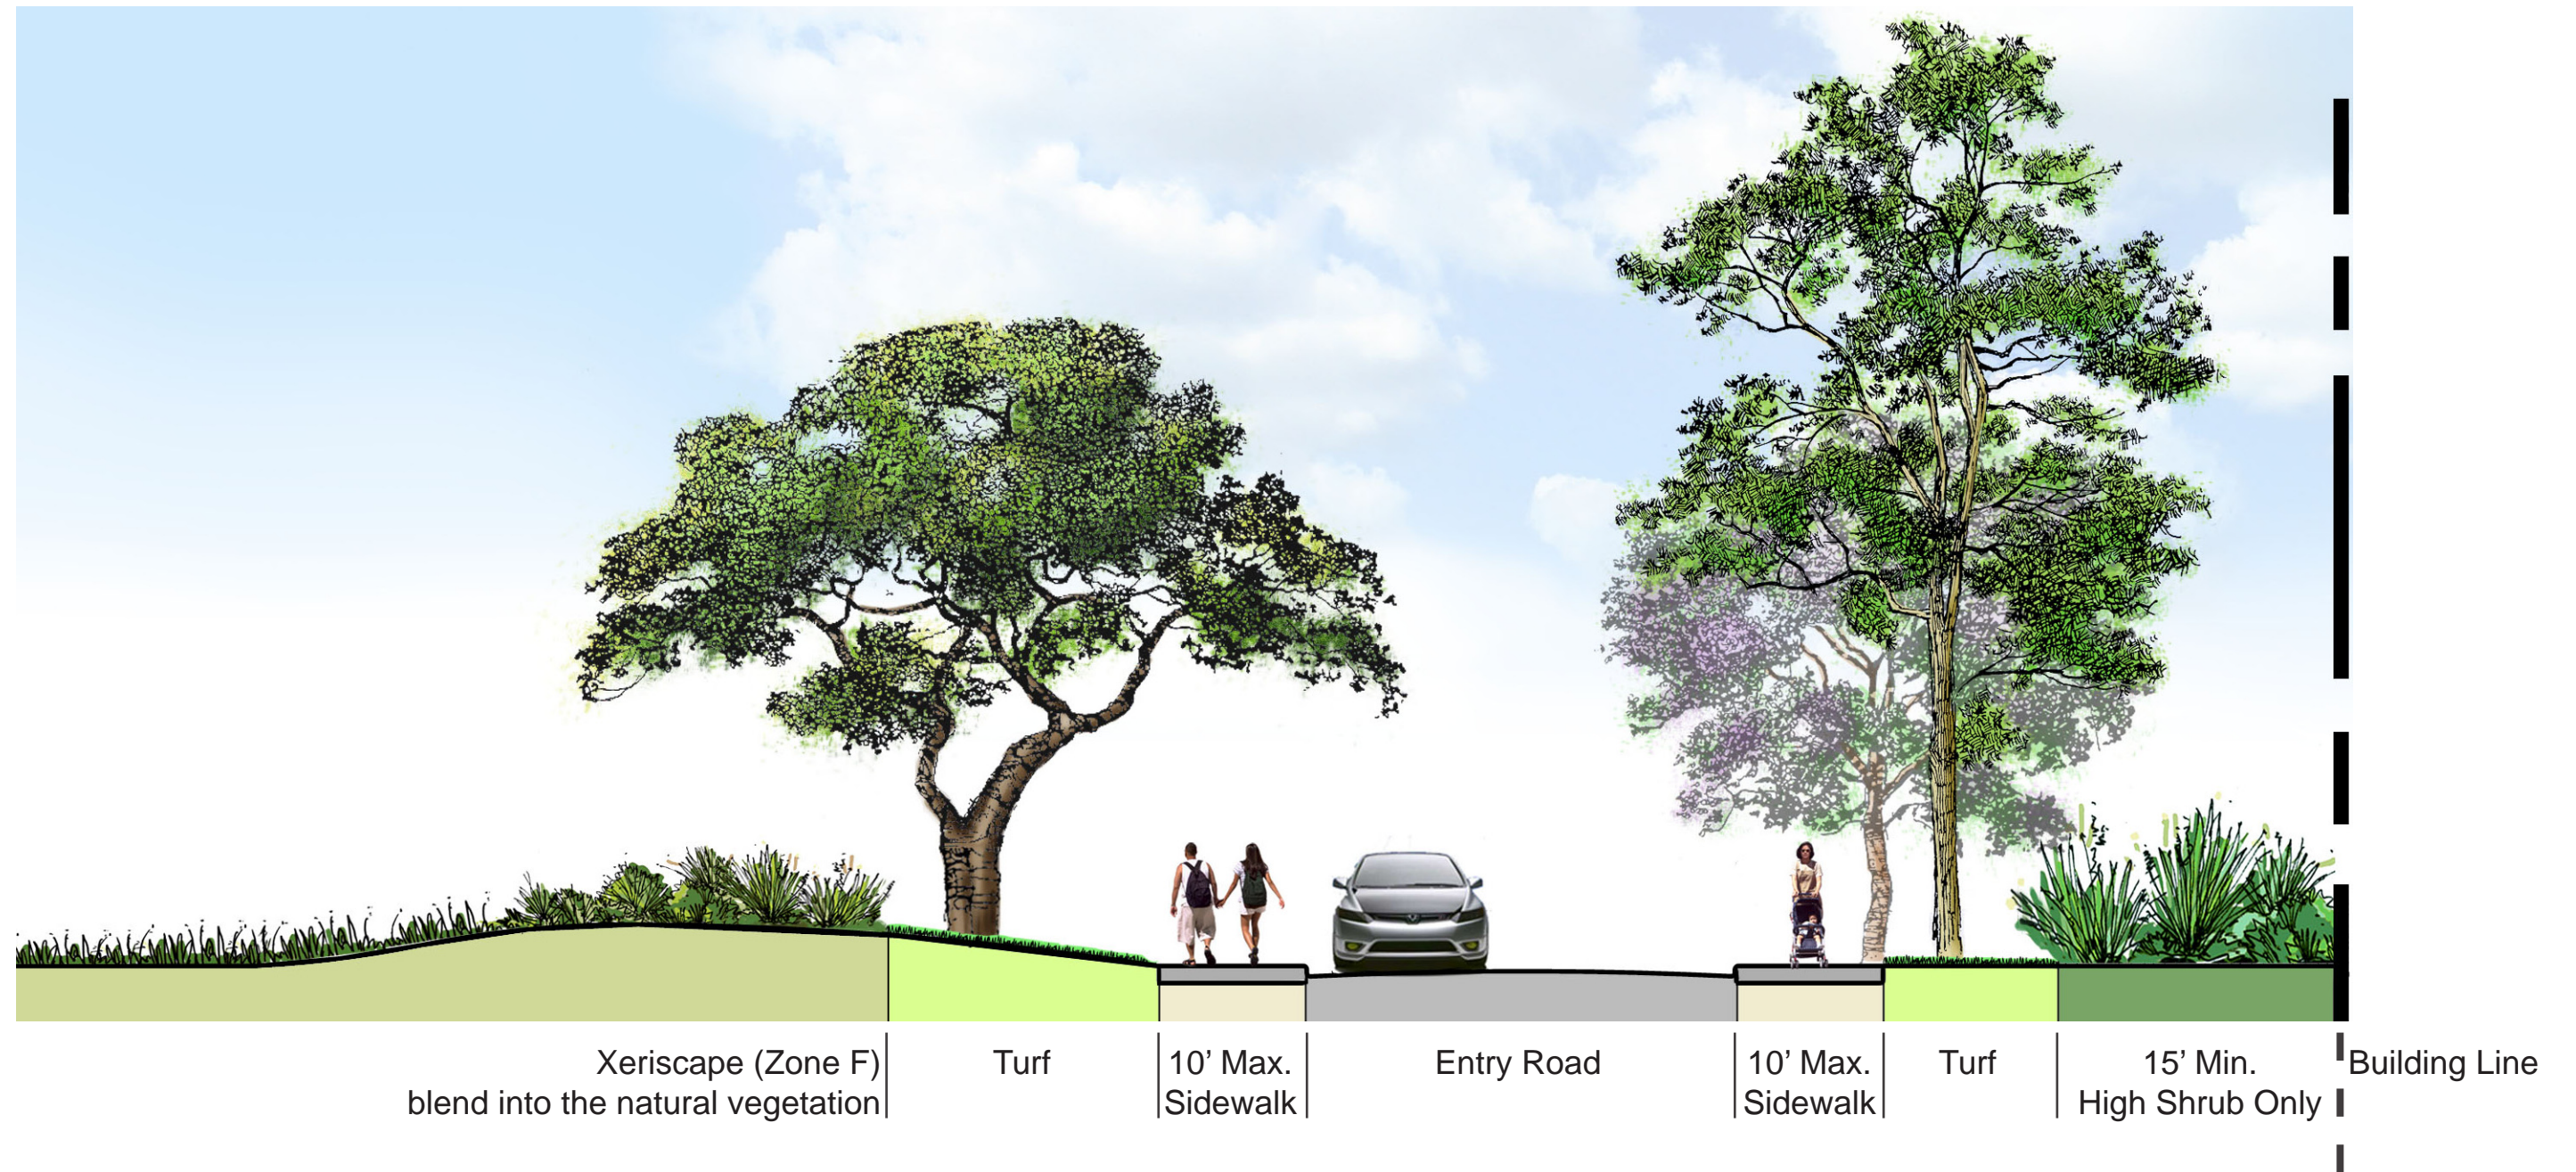 Xeriscape (Zone F)
blend into the natural vegetation
Turf
10’ Max.
Sidewalk
Entry Road
10’ Max.
Sidewalk
Turf
15’ Min.
High Shrub Only
Building Line